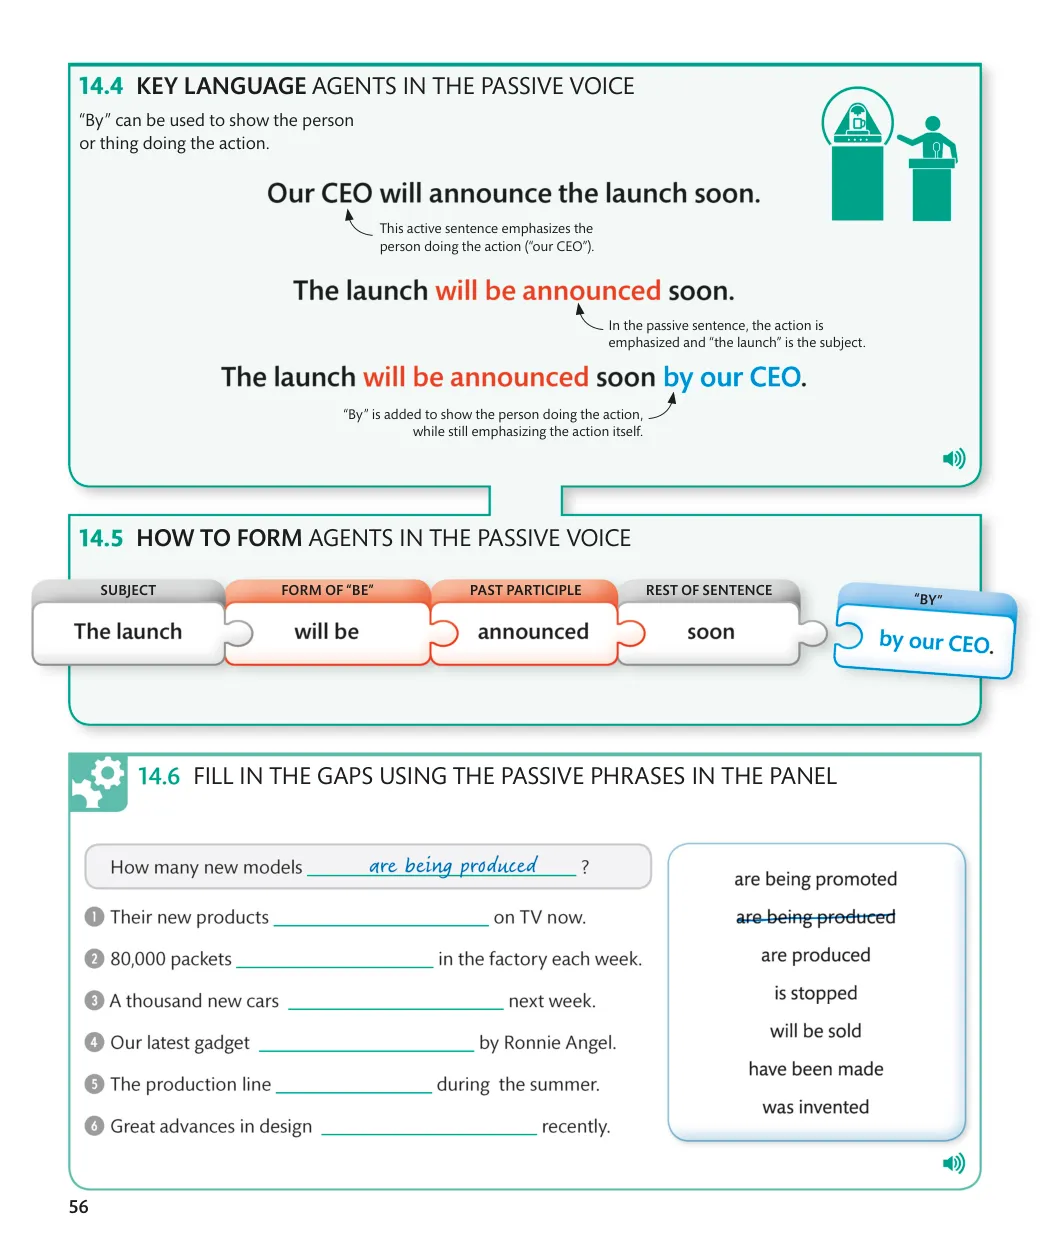 14.4 KEY LANGUAGE AGENTS IN THE PASSIVE VOICE
“By” can be used to show the person
or thing doing the action.
Our CEO will announce the launch soon.
This active sentence emphasizes the
person doing the action (“our CEO”).
The launch will be announced soon.
In the passive sentence, the action is
emphasized and “the launch” is the subject.
The launch will be announced soon by our CEO.
“By” is added to show the person doing the action,
while still emphasizing the action itself.
14.5 HOW TO FORM AGENTS IN THE PASSIVE VOICE
SUBJECT FORM OF “BE” PAST PARTICIPLE REST OF SENTENCE “BY”
The launch will be announced soon by our CEO.
14.6 FILL IN THE GAPS USING THE PASSIVE PHRASES IN THE PANEL
How many new models are being produced ?
1 Their new products ____ on TV now.
2 80,000 packets ____ in the factory each week.
3 A thousand new cars ____ next week.
4 Our latest gadget ____ by Ronnie Angel.
5 The production line ____ during the summer.
6 Great advances in design ____ recently.
are being promoted
are being produced
are produced
is stopped
will be sold
have been made
was invented
56